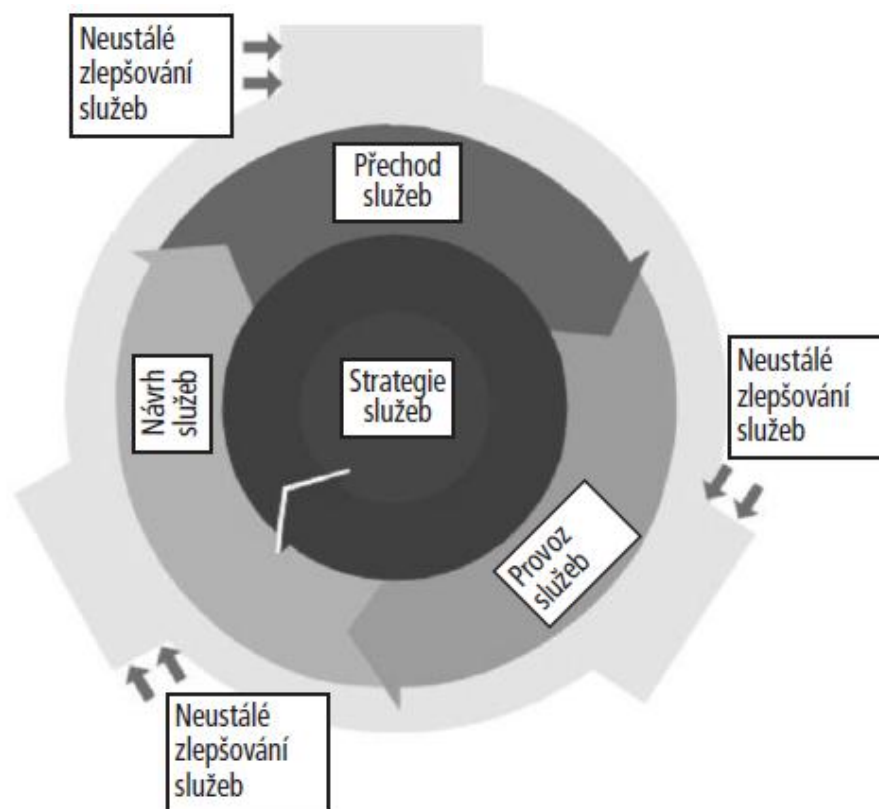 Neustálé
zlepšování
služeb
Přechod
služeb
Neustálé
zlepšování
služeb
Návrh
služeb
Strategie
služeb
Provoz
služeb
Neustálé
zlepšování
služeb